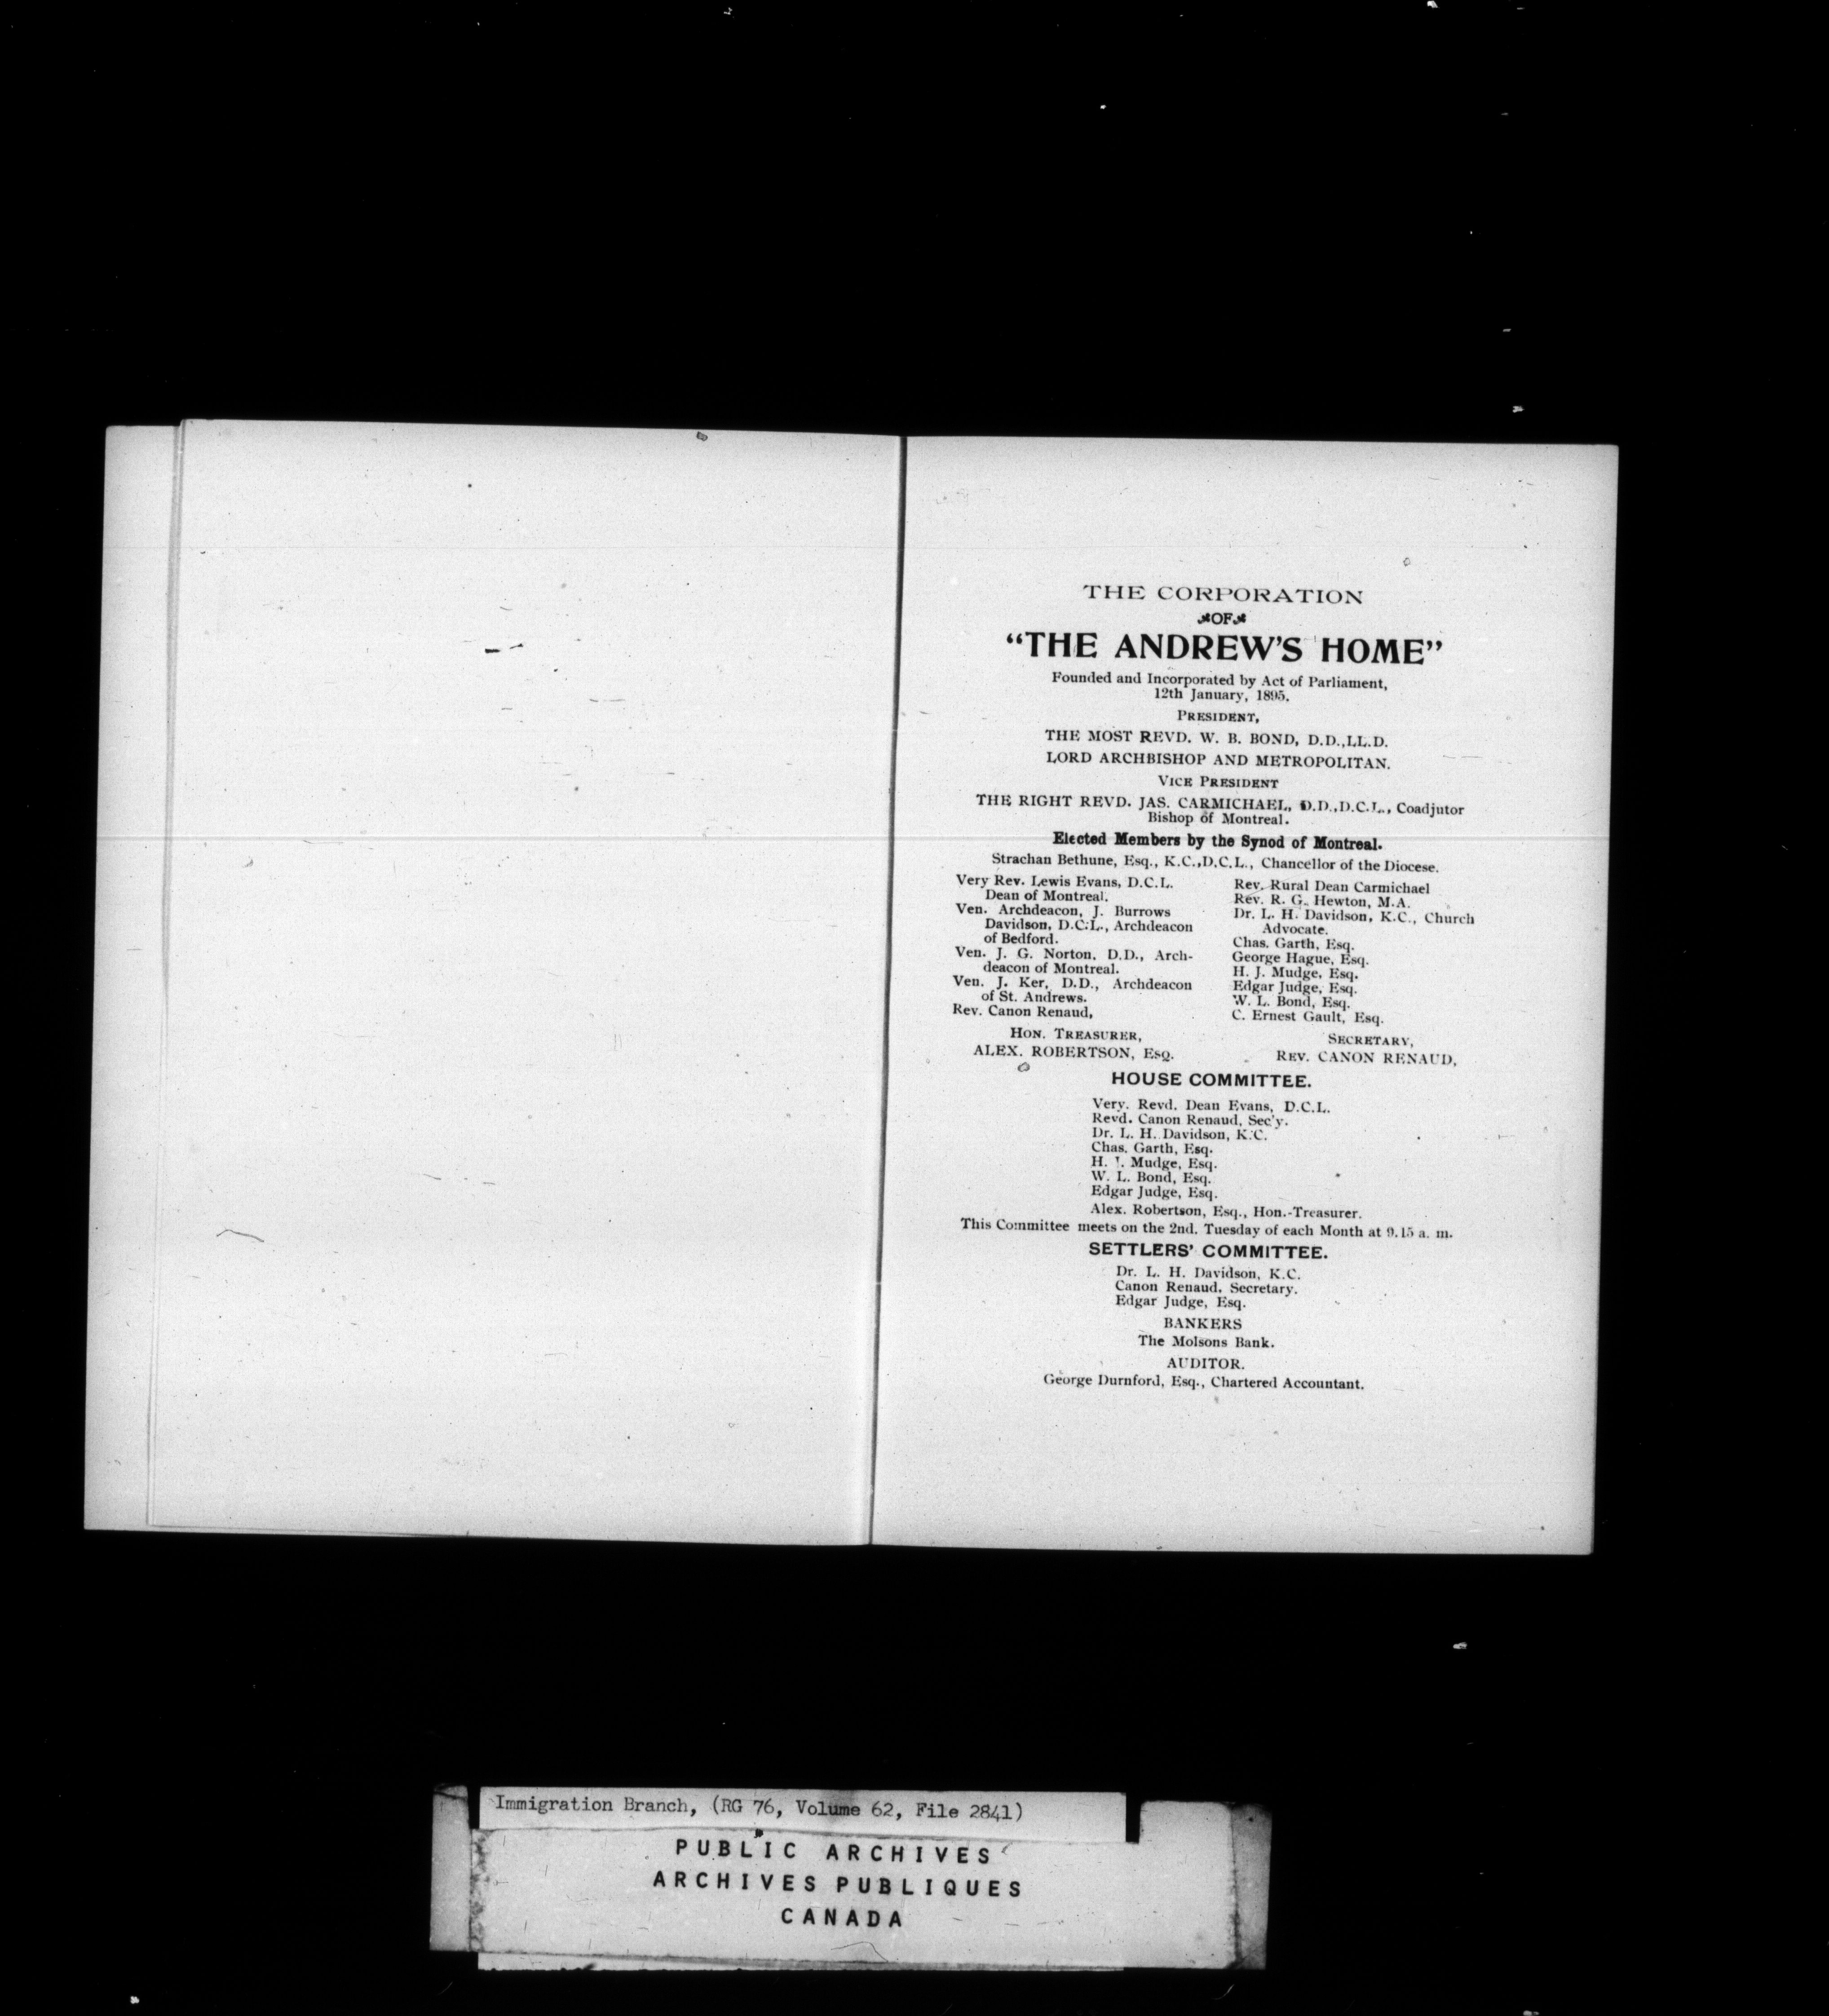 THE CORPORATION
OF
“THE ANDREW'S HOME”
Founded and Incorporated by Act of Parliament,
12th January, 1895.
PRESIDENT,
THE MOST REVD. W. B. BOND, D.D.,LL.D.
LORD ARCHBISHOP AND METROPOLITAN.
VICE PRESIDENT
THE RIGHT REVD. JAS. CARMICHAEL, D.D.,D.C.L., Coadjutor
Bishop of Montreal.
Elected Members by the Synod of Montreal.
Strachan Bethune, Esq., K.C.,D.C.L., Chancellor of the Diocese.
Very Rev. Lewis Evans, D.C.L.
Dean of Montreal.
Ven. Archdeacon, J. Burrows
Davidson, D.C.L., Archdeacon
of Bedford.
Ven. J. G. Norton, D.D., Arch-
deacon of Montreal.
Ven. J. Ker, D.D., Archdeacon
of St. Andrews.
Rev. Canon Renaud,
Rev. Rural Dean Carmichael
Rev. R. G. Hewton, M.A.
Dr. L. H. Davidson, K.C., Church
Advocate.
Chas. Garth, Esq.
George Hague, Esq.
H. J. Mudge, Esq.
Edgar Judge, Esq.
W. L. Bond, Esq.
C. Ernest Gault, Esq.
HON. TREASURER,
ALEX. ROBERTSON, ESQ.
SECRETARY,
REV. CANON RENAUD,
HOUSE COMMITTEE.
Very. Revd. Dean Evans, D.C.L.
Revd. Canon Renaud, Sec'y.
Dr. L. H. Davidson, K.C.
Chas. Garth, Esq.
H. J. Mudge, Esq.
W. L. Bond, Esq.
Edgar Judge, Esq.
Alex. Robertson, Esq., Hon.-Treasurer.
This Committee meets on the 2nd. Tuesday of each Month at 9.15 a. m.
SETTLERS' COMMITTEE.
Dr. L. H. Davidson, K.C.
Canon Renaud, Secretary.
Edgar Judge, Esq.
BANKERS
The Molsons Bank.
AUDITOR.
George Durnford, Esq., Chartered Accountant.
Immigration Branch, (RG 76, Volume 62, File 2841)
PUBLIC ARCHIVES
ARCHIVES PUBLIQUES
CANADA